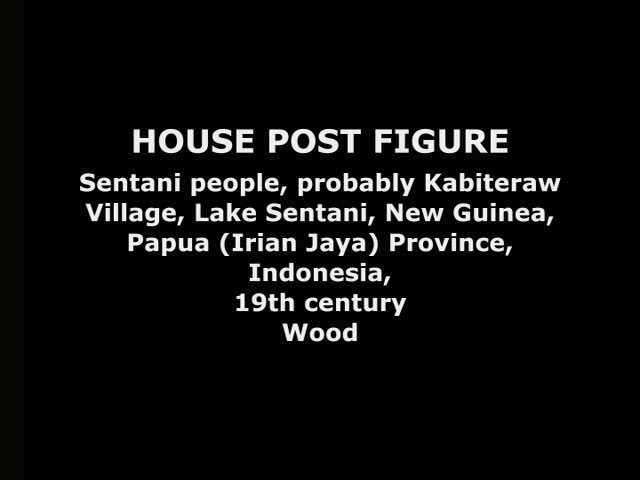 HOUSE POST FIGURE
Sentani people, probably Kabiteraw
Village, Lake Sentani, New Guinea,
Papua (Irian Jaya) Province,
Indonesia,
19th century
Wood